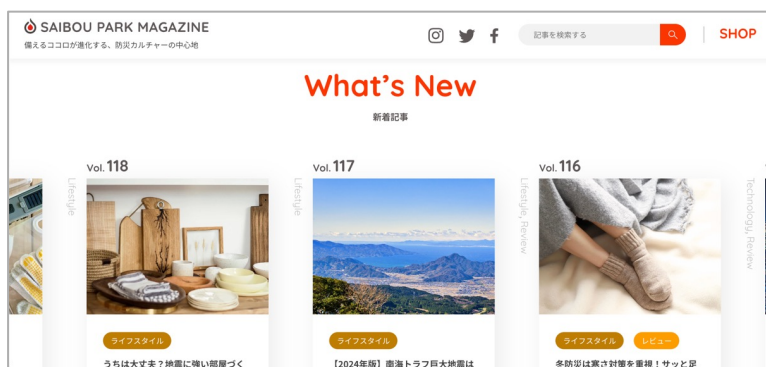 SAIBOU PARK MAGAZINE
備えるココロが進化する、防災カルチャーの中心地
記事を検索する
SHOP
What's New
新着記事
Vol. 118
Vol. 117
Vol. 116
Lifestyle
Lifestyle
Lifestyle, Review
Technology, Review
ライフスタイル
ライフスタイル
ライフスタイル
レビュー
うちは大丈夫？地震に強い部屋づく
【2024年版】南海トラフ巨大地震は
冬防災は寒さ対策を重視！サッと足